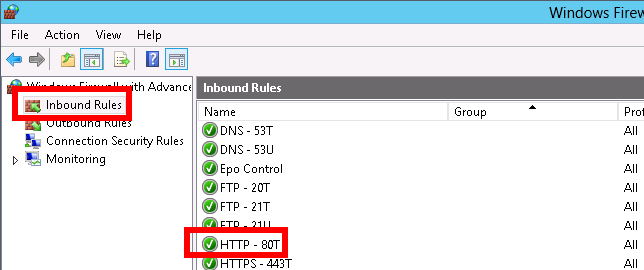 Windows Firew
File Action View Help
Windows Firewall with Advance
Inbound Rules
Outbound Rules
Connection Security Rules
Monitoring
Inbound Rules
Name Group Prof
DNS - 53T All
DNS - 53U All
Epo Control All
FTP - 20T All
FTP - 21T All
FTP - 21U All
HTTP - 80T All
HTTPS - 443T All